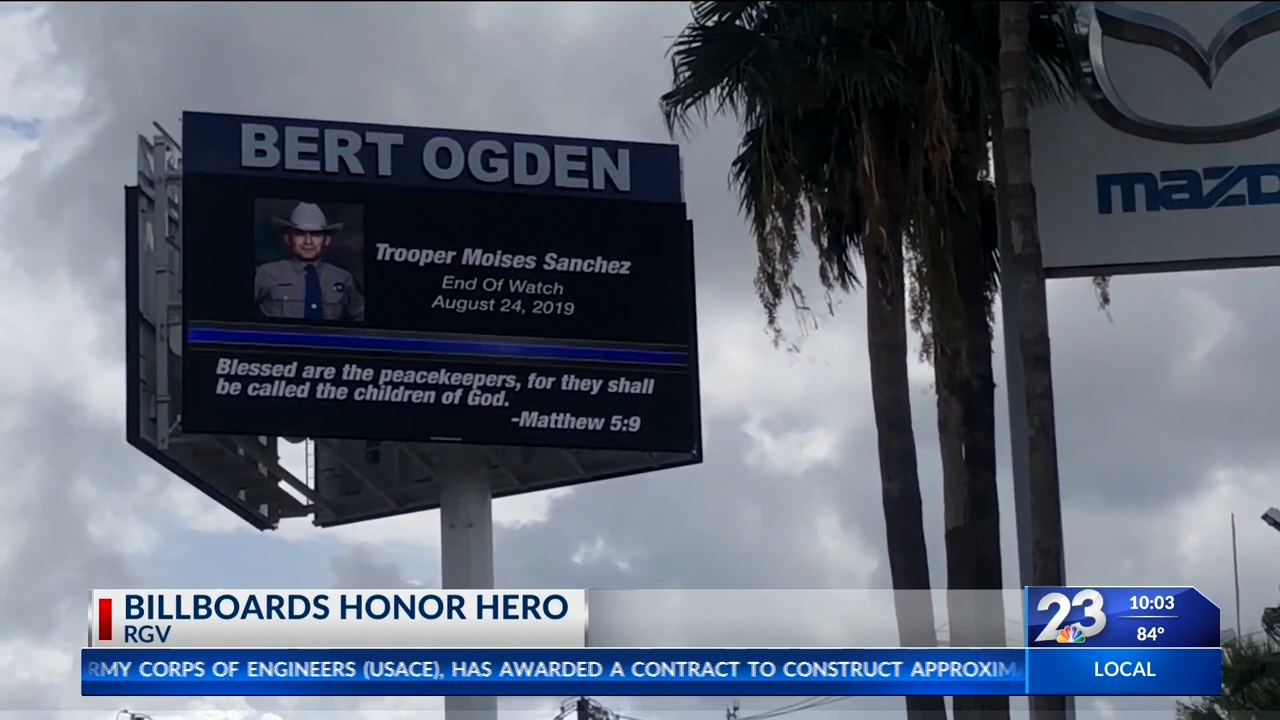 BERT OGDEN
Trooper Moises Sanchez
End Of Watch
August 24, 2019
Blessed are the peacekeepers, for they shall
be called the children of God.
-Matthew 5:9
mazd
BILLBOARDS HONOR HERO
RGV
23
10:03
84°
RMY CORPS OF ENGINEERS (USACE), HAS AWARDED A CONTRACT TO CONSTRUCT APPROXIM
LOCAL